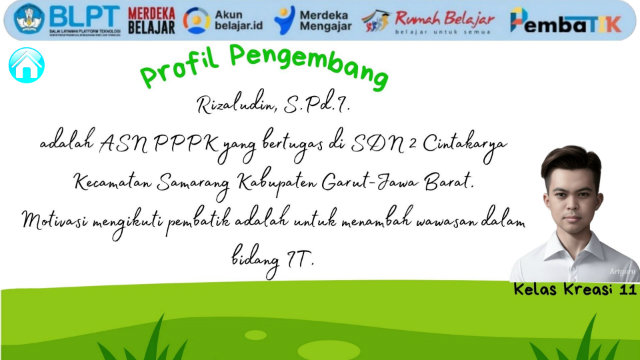 BLPT
BALAI LAYANAN PLATFORM TEKNOLOGI
MERDEKA
BELAJAR
Akun
belajar.id
Merdeka
Mengajar
Rumah Belajar
belajar untuk semua
PembaTIK
Profil Pengembang
Rizaludin, S.Pd.I.
adalah ASN PPPK yang bertugas di SDN 2 Cintakarya
Kecamatan Samarang Kabupaten Garut-Jawa Barat.
Motivasi mengikuti pembatik adalah untuk menambah wawasan dalam
bidang IT.
Kelas Kreasi 11